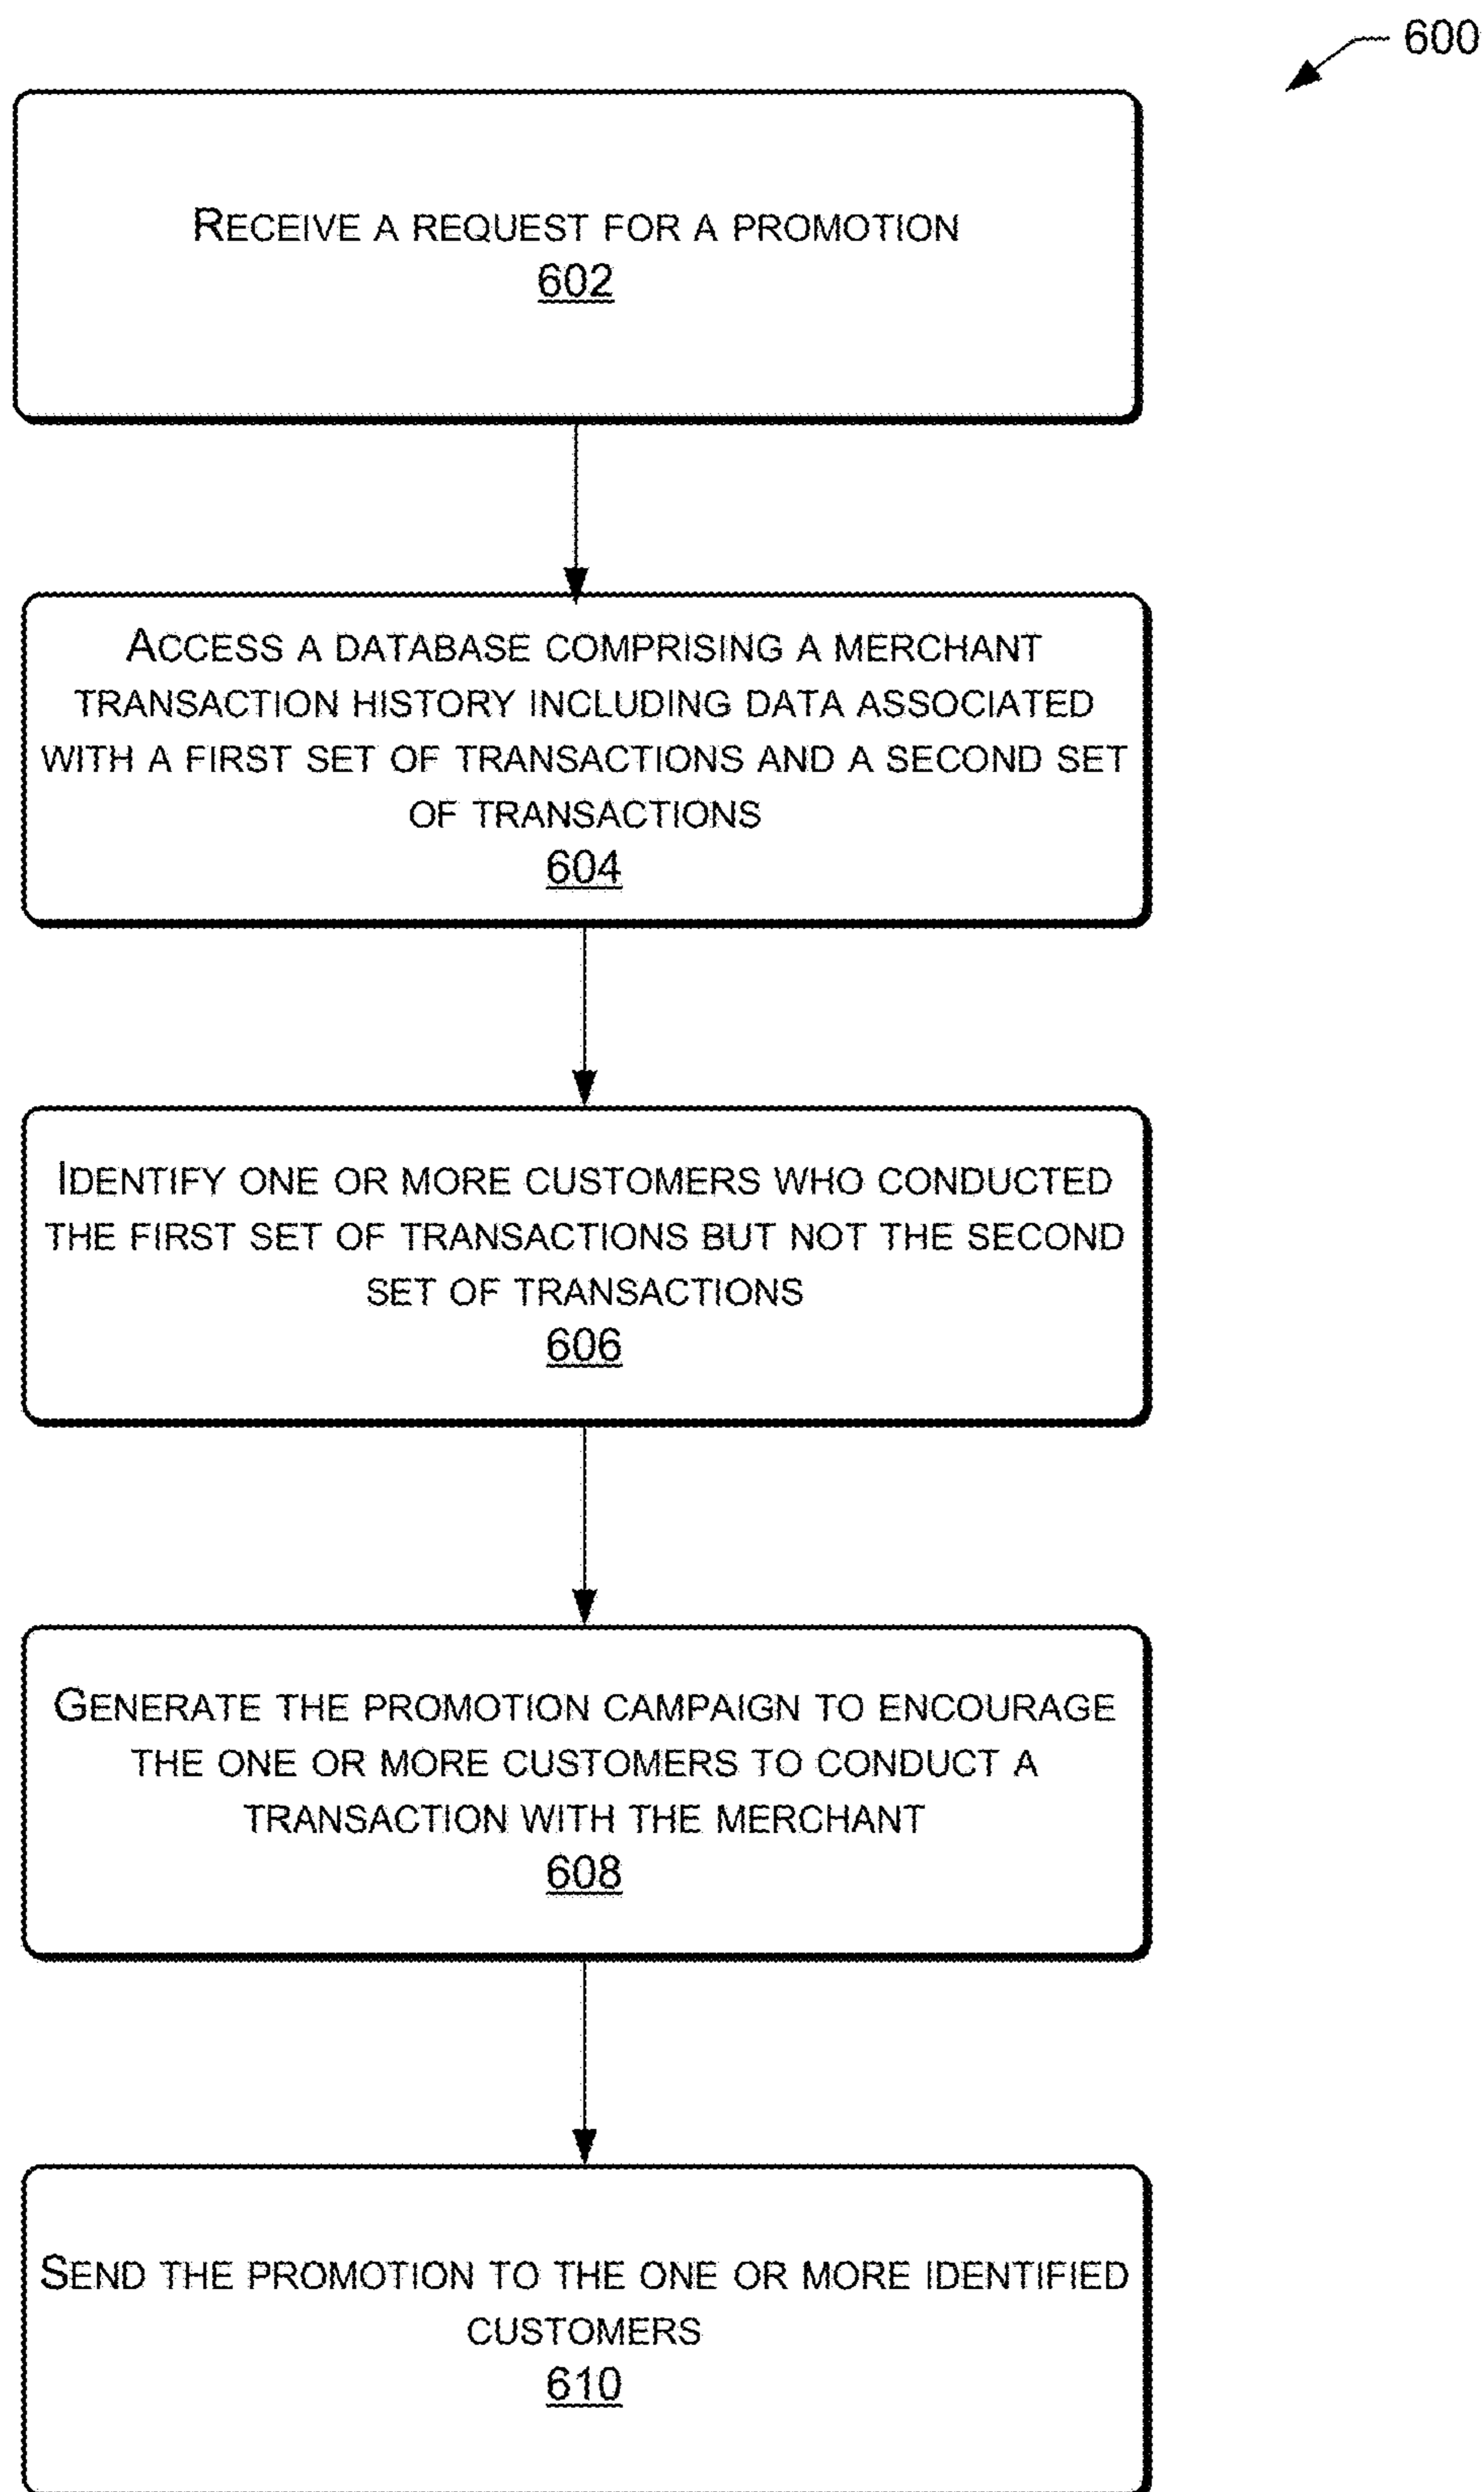 600
RECEIVE A REQUEST FOR A PROMOTION
602
ACCESS A DATABASE COMPRISING A MERCHANT
TRANSACTION HISTORY INCLUDING DATA ASSOCIATED
WITH A FIRST SET OF TRANSACTIONS AND A SECOND SET
OF TRANSACTIONS
604
IDENTIFY ONE OR MORE CUSTOMERS WHO CONDUCTED
THE FIRST SET OF TRANSACTIONS BUT NOT THE SECOND
SET OF TRANSACTIONS
606
GENERATE THE PROMOTION CAMPAIGN TO ENCOURAGE
THE ONE OR MORE CUSTOMERS TO CONDUCT A
TRANSACTION WITH THE MERCHANT
608
SEND THE PROMOTION TO THE ONE OR MORE IDENTIFIED
CUSTOMERS
610